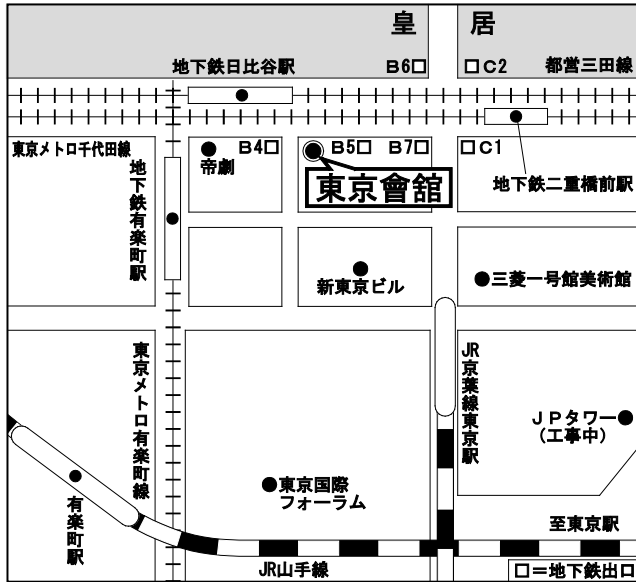 皇 居
地下鉄日比谷駅
B6□
□C2
都営三田線
東京メトロ千代田線
帝劇
B4□
B5□
B7□
□C1
東京會舘
地下鉄二重橋前駅
地下鉄有楽町駅
新東京ビル
三菱一号館美術館
東京メトロ有楽町線
JR京葉線東京駅
JPタワー
(工事中)
有楽町駅
東京国際
フォーラム
至東京駅
JR山手線
□=地下鉄出口